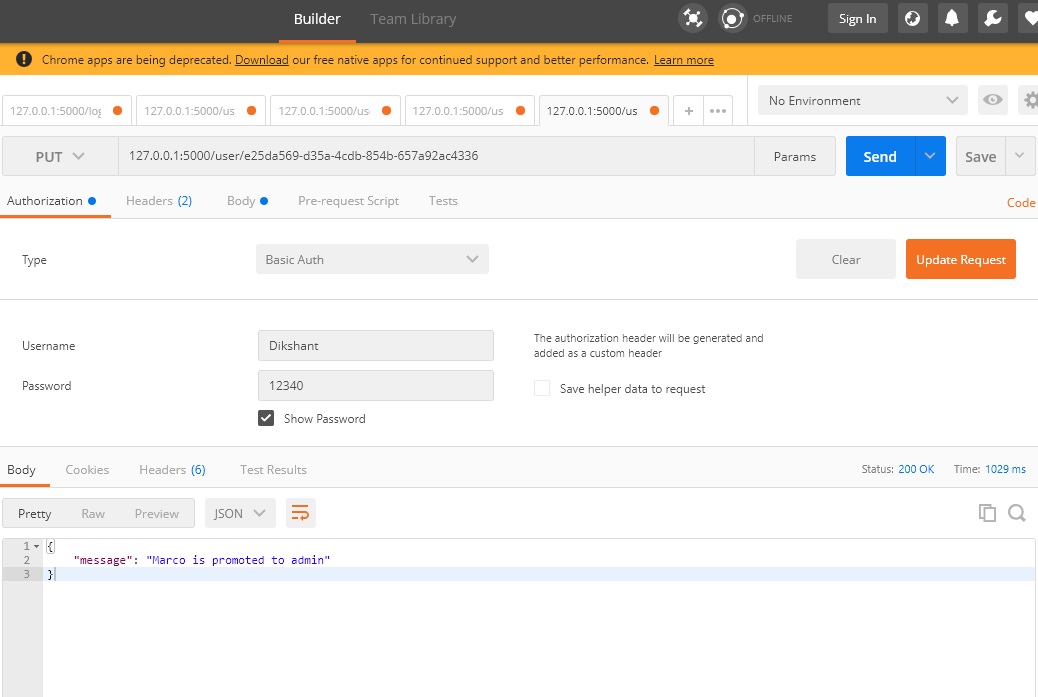 Builder Team Library OFFLINE Sign In
! Chrome apps are being deprecated. Download our free native apps for continued support and better performance. Learn more
127.0.0.1:5000/log 127.0.0.1:5000/us 127.0.0.1:5000/us 127.0.0.1:5000/us 127.0.0.1:5000/us + ••• No Environment
PUT 127.0.0.1:5000/user/e25da569-d35a-4cdb-854b-657a92ac4336 Params Send Save
Authorization Headers (2) Body Pre-request Script Tests Code
Type Basic Auth Clear Update Request
Username Dikshant The authorization header will be generated and
added as a custom header
Password 12340 Save helper data to request
Show Password
Body Cookies Headers (6) Test Results Status: 200 OK Time: 1029 ms
Pretty Raw Preview JSON
1 {
2 "message": "Marco is promoted to admin"
3 }